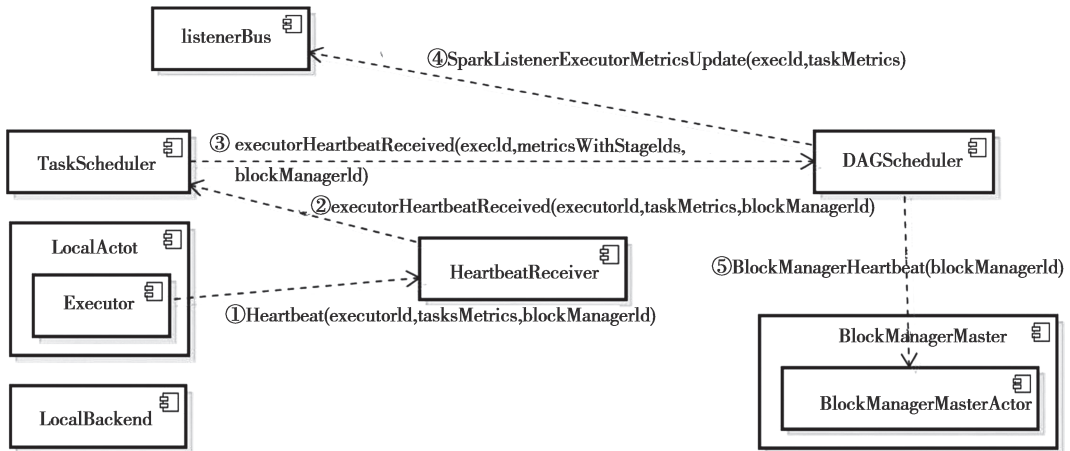 listenerBus
④SparkListenerExecutorMetricsUpdate(execId,taskMetrics)
TaskScheduler
③ executorHeartbeatReceived(execId,metricsWithStageIds,
blockManagerId)
DAGScheduler
②executorHeartbeatReceived(executorId,taskMetrics,blockManagerId)
LocalActot
Executor
HeartbeatReceiver
①Heartbeat(executorId,tasksMetrics,blockManagerId)
⑤BlockManagerHeartbeat(blockManagerId)
BlockManagerMaster
BlockManagerMasterActor
LocalBackend